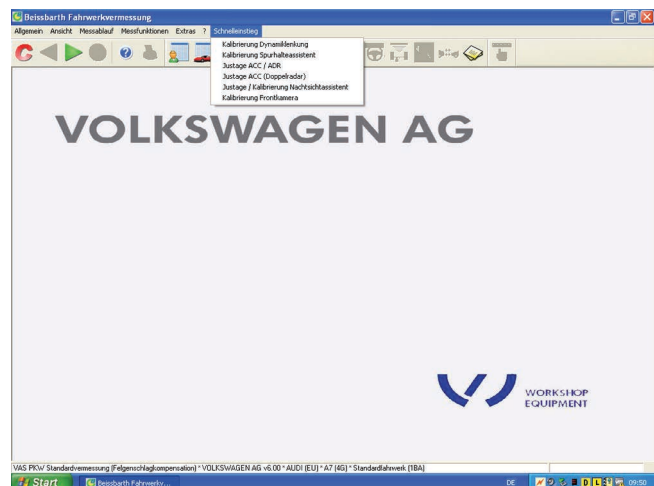 Beissbarth Fahrwerkvermessung
Allgemein Ansicht Messablauf Messfunktionen Extras ? Schnelleinstieg
Kalibrierung Dynamiklenkung
Kalibrierung Spurhalteassistent
Justage ACC / ADR
Justage ACC (Doppelradar)
Justage / Kalibrierung Nachtsichtassistent
Kalibrierung Frontkamera
VOLKSWAGEN AG
WORKSHOP
EQUIPMENT
VAS PKW Standardvermessung (Felgenschlagkompensation) * VOLKSWAGEN AG v6.00 * AUDI (EU) * A7 (4G) * Standardfahrwerk (1BA)
Start Beissbarth Fahrwerkv... DE 09:50